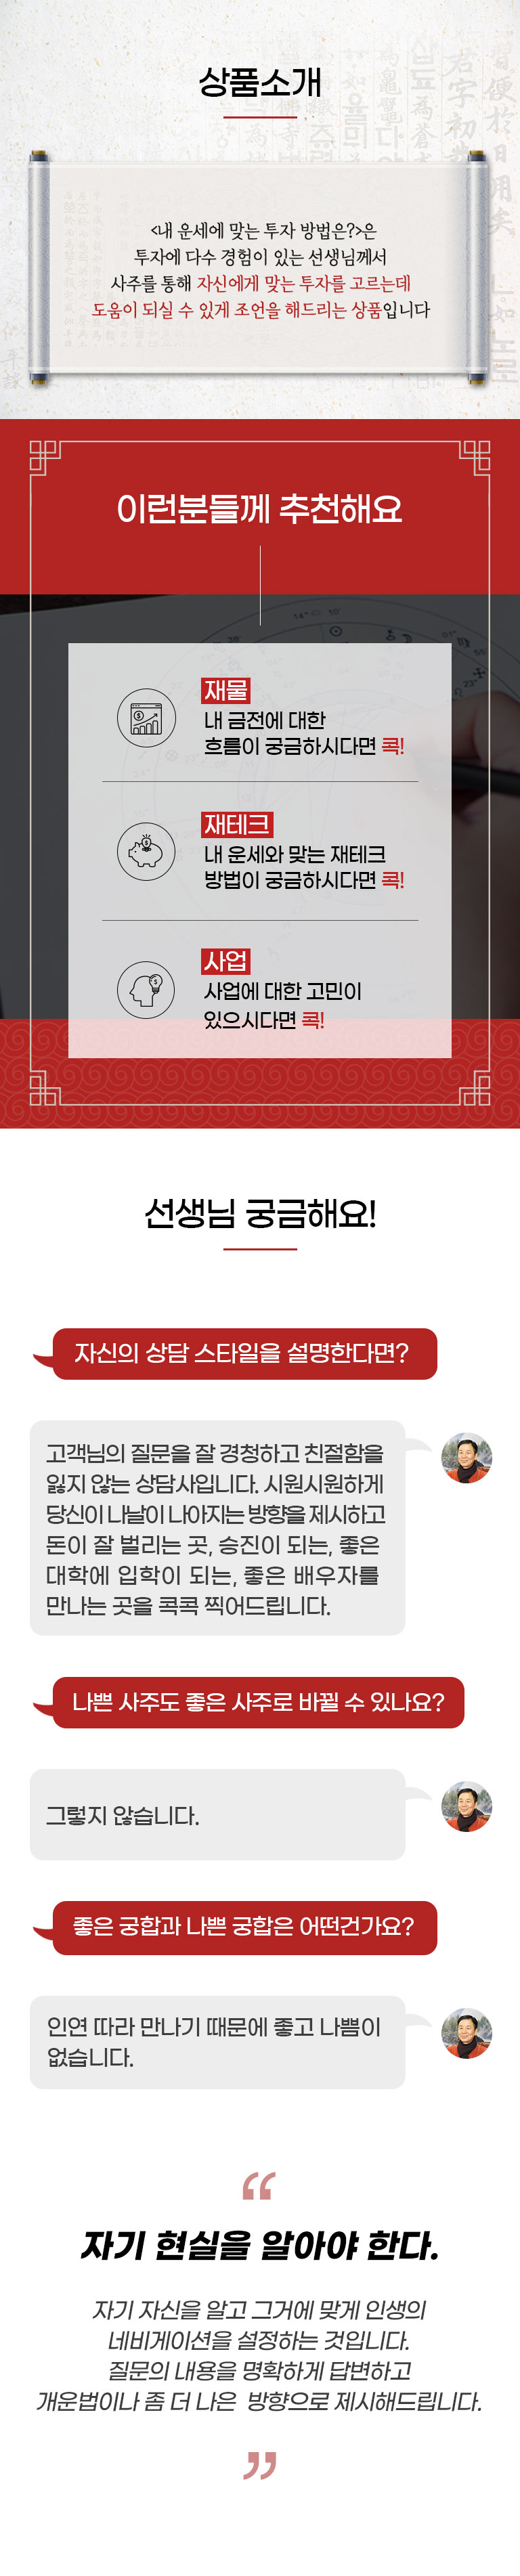 상품소개
<내 운세에 맞는 투자 방법은?>은
투자에 다수 경험이 있는 선생님께서
사주를 통해 자신에게 맞는 투자를 고르는데
도움이 되실 수 있게 조언을 해드리는 상품입니다
이런분들께 추천해요
재물
내 금전에 대한
흐름이 궁금하시다면 콕!
재테크
내 운세와 맞는 재테크
방법이 궁금하시다면 콕!
사업
사업에 대한 고민이
있으시다면 콕!
선생님 궁금해요!
자신의 상담 스타일을 설명한다면?
고객님의 질문을 잘 경청하고 친절함을
잃지 않는 상담사입니다. 시원시원하게
당신이 나날이 나아지는 방향을 제시하고
돈이 잘 벌리는 곳, 승진이 되는, 좋은
대학에 입학이 되는, 좋은 배우자를
만나는 곳을 콕콕 찍어드립니다.
나쁜 사주도 좋은 사주로 바뀔 수 있나요?
그렇지 않습니다.
좋은 궁합과 나쁜 궁합은 어떤건가요?
인연 따라 만나기 때문에 좋고 나쁨이
없습니다.
“
자기 현실을 알아야 한다.
자기 자신을 알고 그거에 맞게 인생의
네비게이션을 설정하는 것입니다.
질문의 내용을 명확하게 답변하고
개운법이나 좀 더 나은 방향으로 제시해드립니다.
”